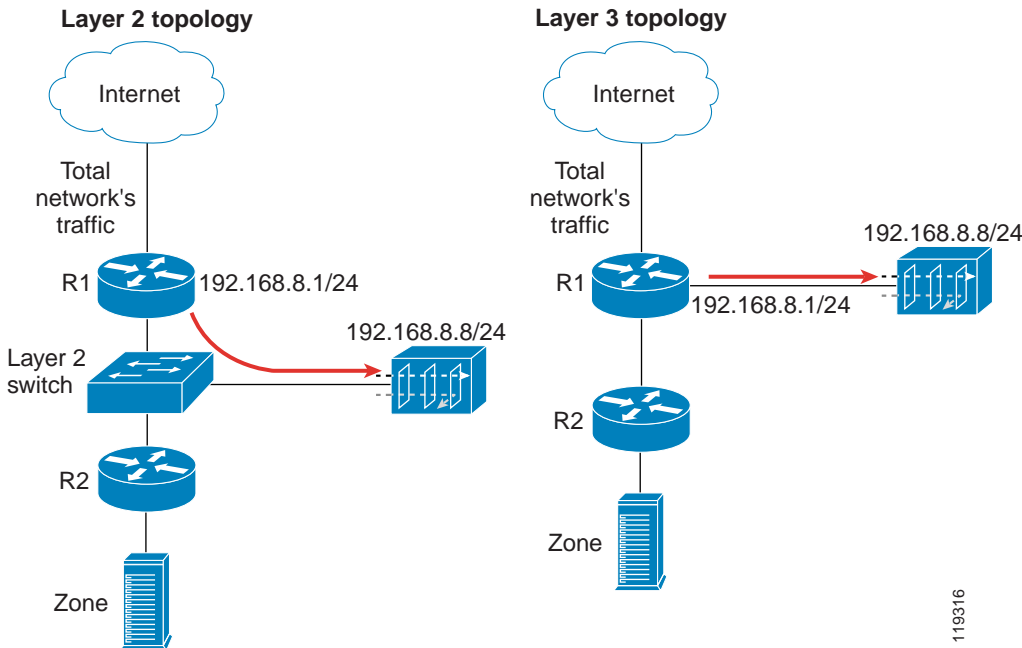 Layer 2 topology
Internet
Total
network's
traffic
R1
192.168.8.1/24
192.168.8.8/24
Layer 2
switch
R2
Zone
Layer 3 topology
Internet
Total
network's
traffic
192.168.8.8/24
R1
192.168.8.1/24
R2
Zone
119316